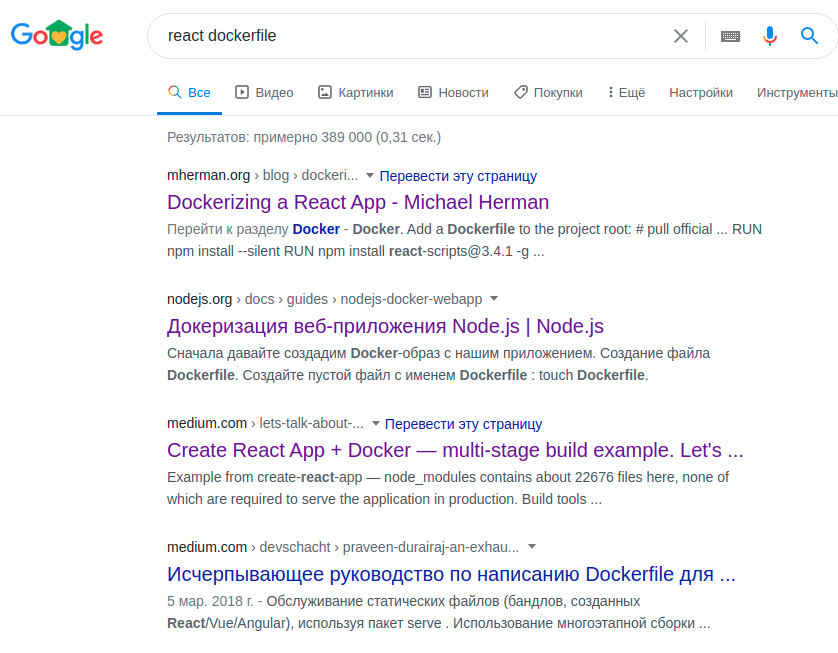 Google
react dockerfile
Все Видео Картинки Новости Покупки Ещё Настройки Инструменты
Результатов: примерно 389 000 (0,31 сек.)
mherman.org › blog › dockeri... Перевести эту страницу
Dockerizing a React App - Michael Herman
Перейти к разделу Docker - Docker. Add a Dockerfile to the project root: # pull official ... RUN
npm install --silent RUN npm install react-scripts@3.4.1 -g ...
nodejs.org › docs › guides › nodejs-docker-webapp
Докеризация веб-приложения Node.js | Node.js
Сначала давайте создадим Docker-образ с нашим приложением. Создание файла
Dockerfile. Создайте пустой файл с именем Dockerfile : touch Dockerfile.
medium.com › lets-talk-about-... Перевести эту страницу
Create React App + Docker — multi-stage build example. Let's ...
Example from create-react-app — node_modules contains about 22676 files here, none of
which are required to serve the application in production. Build tools ...
medium.com › devschacht › praveen-durairaj-an-exhau...
Исчерпывающее руководство по написанию Dockerfile для ...
5 мар. 2018 г. - Обслуживание статических файлов (бандлов, созданных
React/Vue/Angular), используя пакет serve . Использование многоэтапной сборки ...